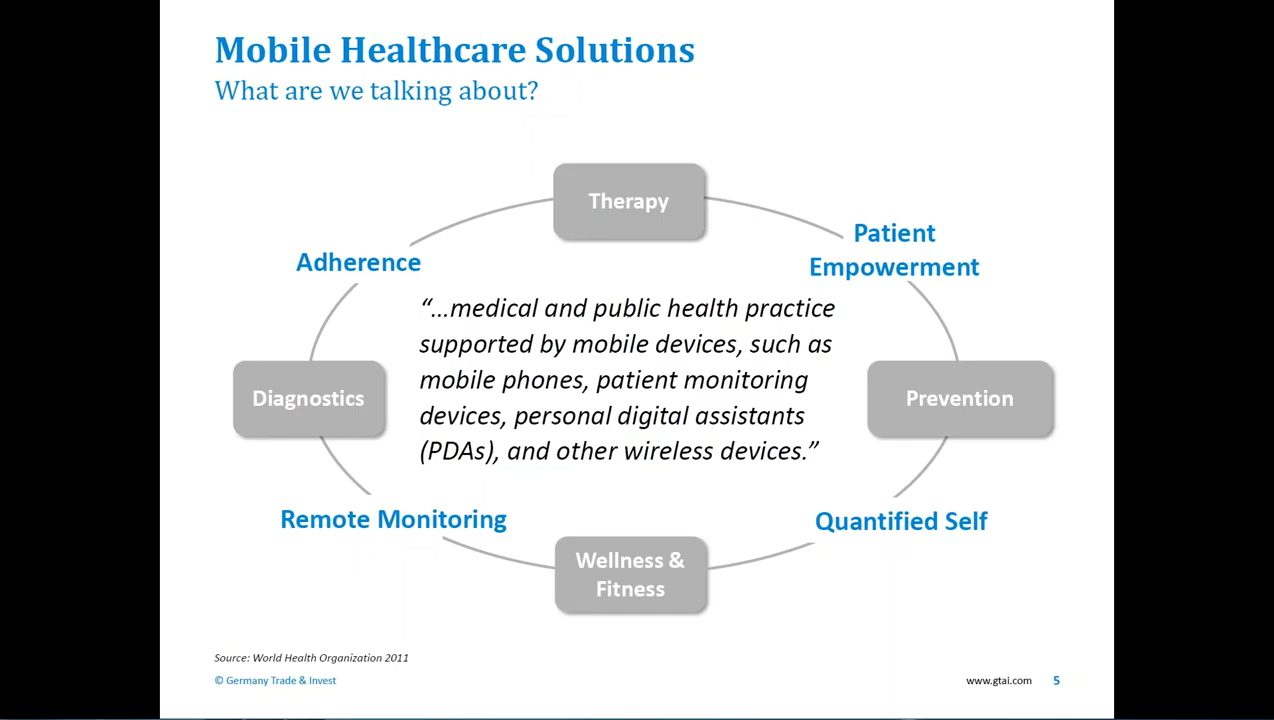 Mobile Healthcare Solutions
What are we talking about?
Therapy
Patient
Empowerment
Adherence
“...medical and public health practice
supported by mobile devices, such as
mobile phones, patient monitoring
devices, personal digital assistants
(PDAs), and other wireless devices.”
Diagnostics
Prevention
Remote Monitoring
Quantified Self
Wellness &
Fitness
Source: World Health Organization 2011
© Germany Trade & Invest
www.gtai.com 5